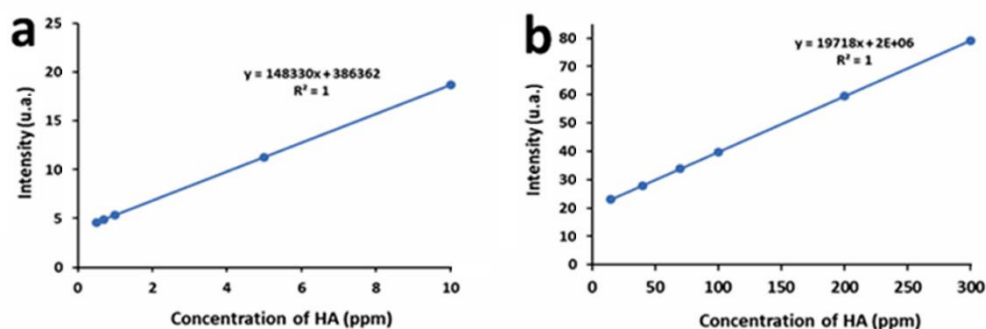 a
25
20
15
10
5
0
Intensity (u.a.)
y = 148330x + 386362
R² = 1
0 2 4 6 8 10
Concentration of HA (ppm)
b
80
70
60
50
40
30
20
10
0
Intensity (u.a.)
y = 19718x + 2E+06
R² = 1
0 50 100 150 200 250 300
Concentration of HA (ppm)